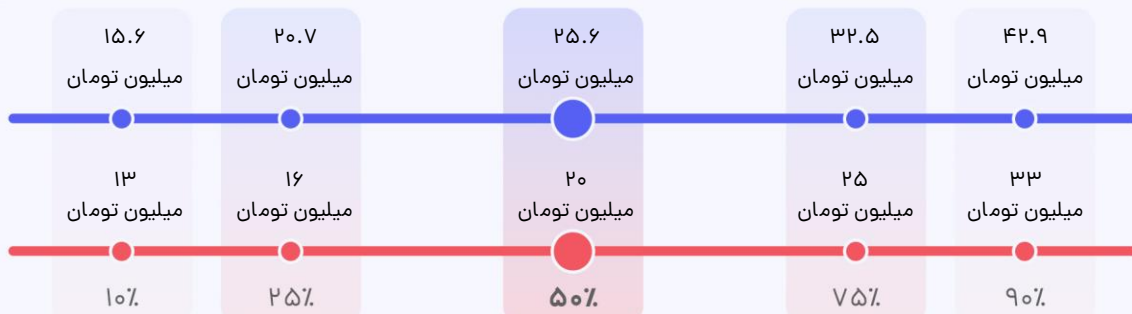 ۱۵.۶ ۲۰.۷ ۲۵.۶ ۳۲.۵ ۴۲.۹
میلیون تومان میلیون تومان میلیون تومان میلیون تومان میلیون تومان
۱۳ ۱۶ ۲۰ ۲۵ ۳۳
میلیون تومان میلیون تومان میلیون تومان میلیون تومان میلیون تومان
۱۰٪ ۲۵٪ ۵۰٪ ۷۵٪ ۹۰٪